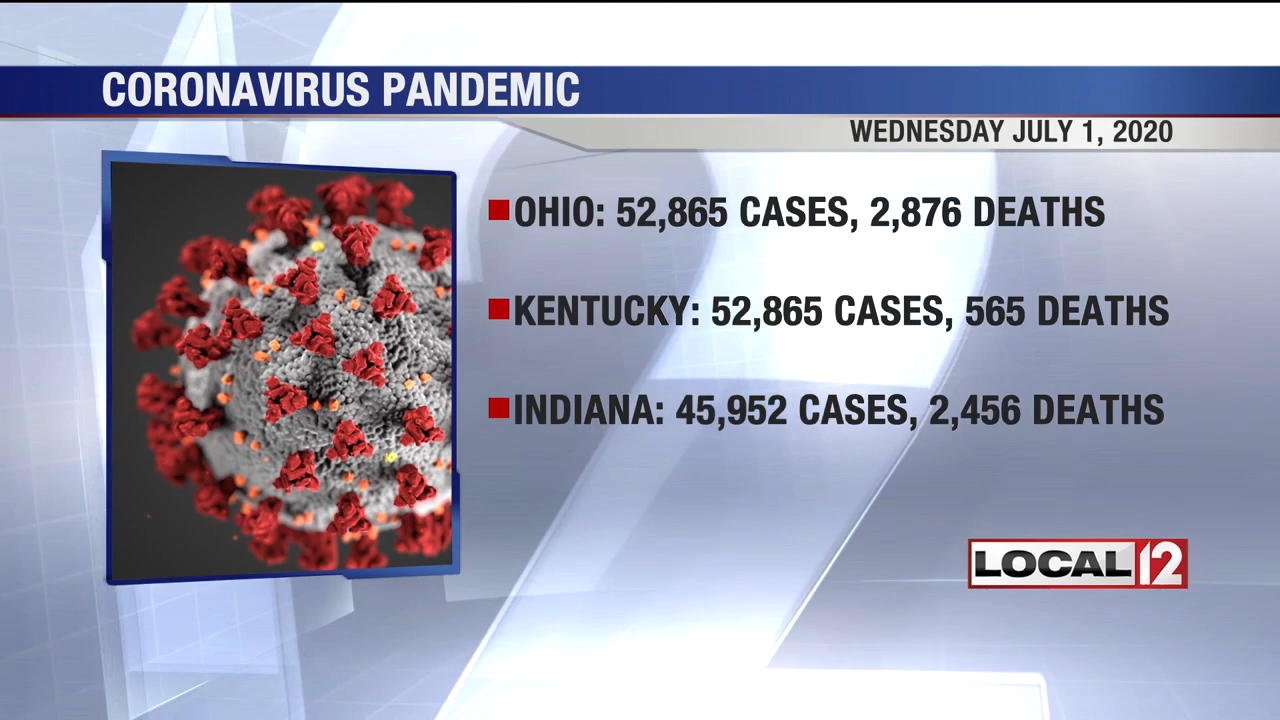 CORONAVIRUS PANDEMIC
WEDNESDAY JULY 1, 2020
OHIO: 52,865 CASES, 2,876 DEATHS
KENTUCKY: 52,865 CASES, 565 DEATHS
INDIANA: 45,952 CASES, 2,456 DEATHS
LOCAL 12